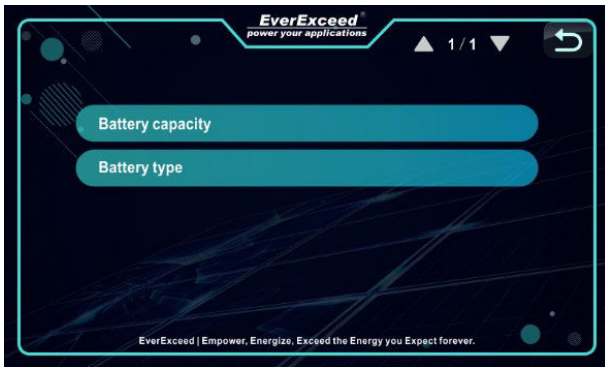 EverExceed®
power your applications
1/1
Battery capacity
Battery type
EverExceed | Empower, Energize, Exceed the Energy you Expect forever.